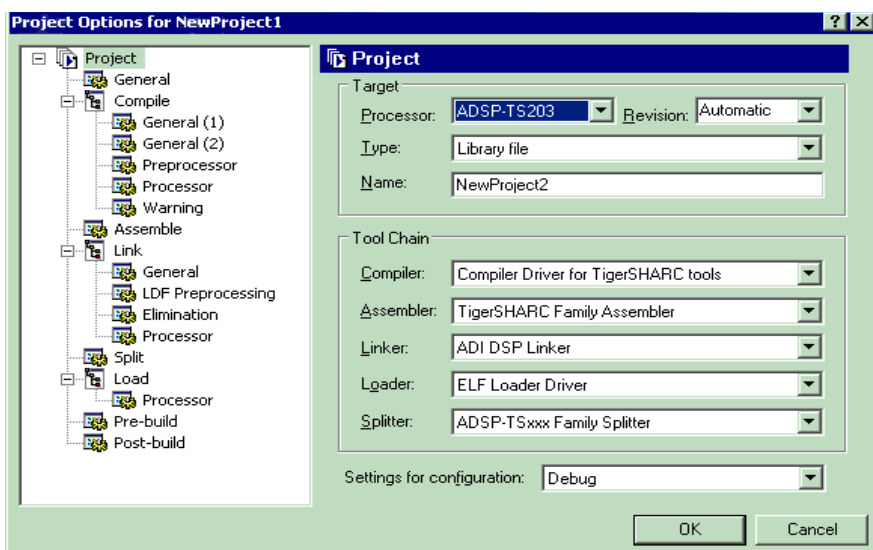 Project Options for NewProject1
Project
General
Compile
General (1)
General (2)
Preprocessor
Processor
Warning
Assemble
Link
General
LDF Preprocessing
Elimination
Processor
Split
Load
Processor
Pre-build
Post-build
Project
Target
Processor: ADSP-TS203 Revision: Automatic
Type: Library file
Name: NewProject2
Tool Chain
Compiler: Compiler Driver for TigerSHARC tools
Assembler: TigerSHARC Family Assembler
Linker: ADI DSP Linker
Loader: ELF Loader Driver
Splitter: ADSP-TSxxx Family Splitter
Settings for configuration: Debug
OK Cancel